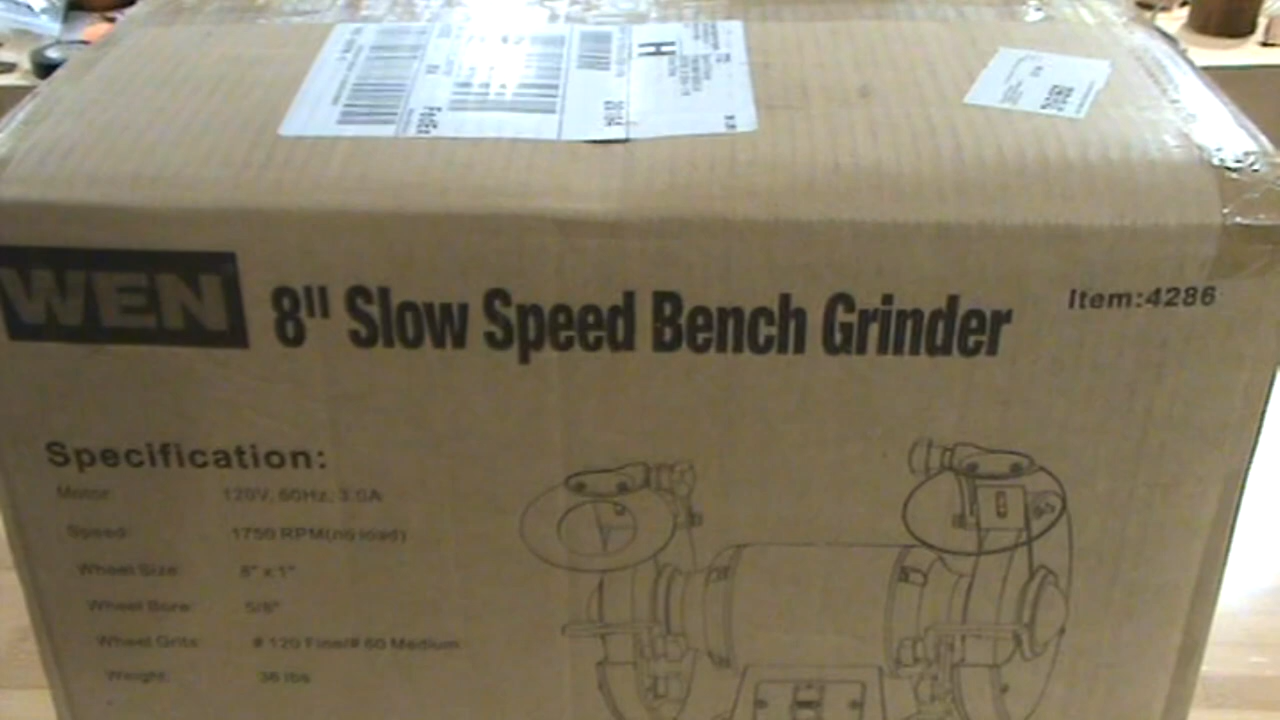 FedEx
H
WEN
8" Slow Speed Bench Grinder
Item:4286
Specification:
Motor: 120V, 60Hz, 3.0A
Speed: 1750 RPM(no load)
Wheel Size: 8" x 1"
Wheel Bore: 5/8"
Wheel Grits: # 120 Fine/# 60 Medium
Weight: 36 lbs